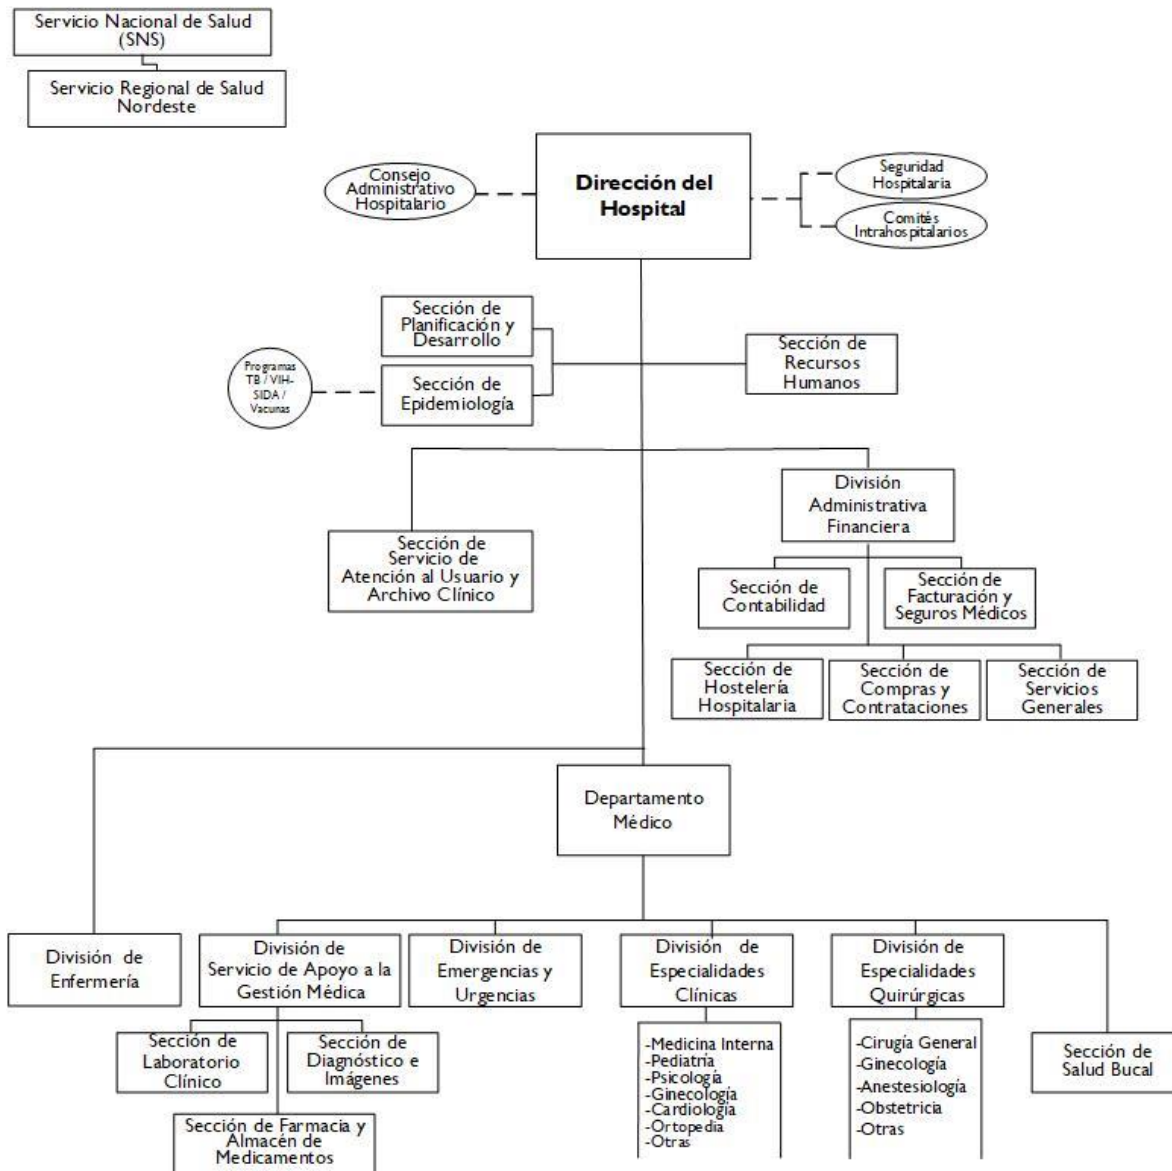 Servicio Nacional de Salud
(SNS)
Servicio Regional de Salud
Nordeste
Consejo
Administrativo
Hospitalario
Dirección del
Hospital
Seguridad
Hospitalaria
Comités
Intrahospitalarios
Sección de
Planificación y
Desarrollo
Programas
TB / VIH-
SIDA /
Vacunas
Sección de
Epidemiología
Sección de
Recursos
Humanos
División
Administrativa
Financiera
Sección de
Servicio de
Atención al Usuario y
Archivo Clínico
Sección de
Contabilidad
Sección de
Facturación y
Seguros Médicos
Sección de
Hostelería
Hospitalaria
Sección de
Compras y
Contrataciones
Sección de
Servicios
Generales
Departamento
Médico
División de
Enfermería
División de
Servicio de Apoyo a la
Gestión Médica
División de
Emergencias y
Urgencias
División de
Especialidades
Clínicas
División de
Especialidades
Quirúrgicas
Sección de
Laboratorio
Clínico
Sección de
Diagnóstico e
Imágenes
Sección de Farmacia y
Almacén de
Medicamentos
-Medicina Interna
-Pediatría
-Psicología
-Ginecología
-Cardiología
-Ortopedia
-Otras
-Cirugía General
-Ginecología
-Anestesiología
-Obstetricia
-Otras
Sección de
Salud Bucal